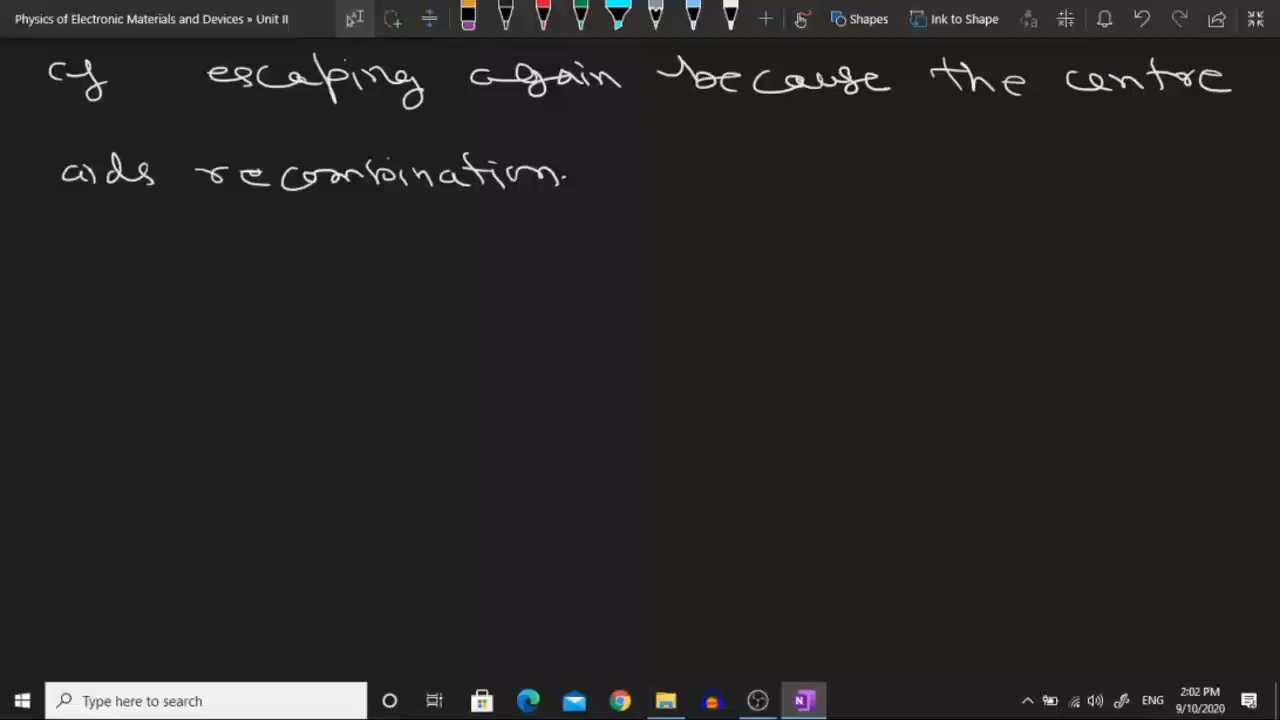 Physics of Electronic Materials and Devices » Unit II
Shapes
Ink to Shape
of escaping again because the centre
aids recombination.
Type here to search
ENG
2:02 PM
9/10/2020